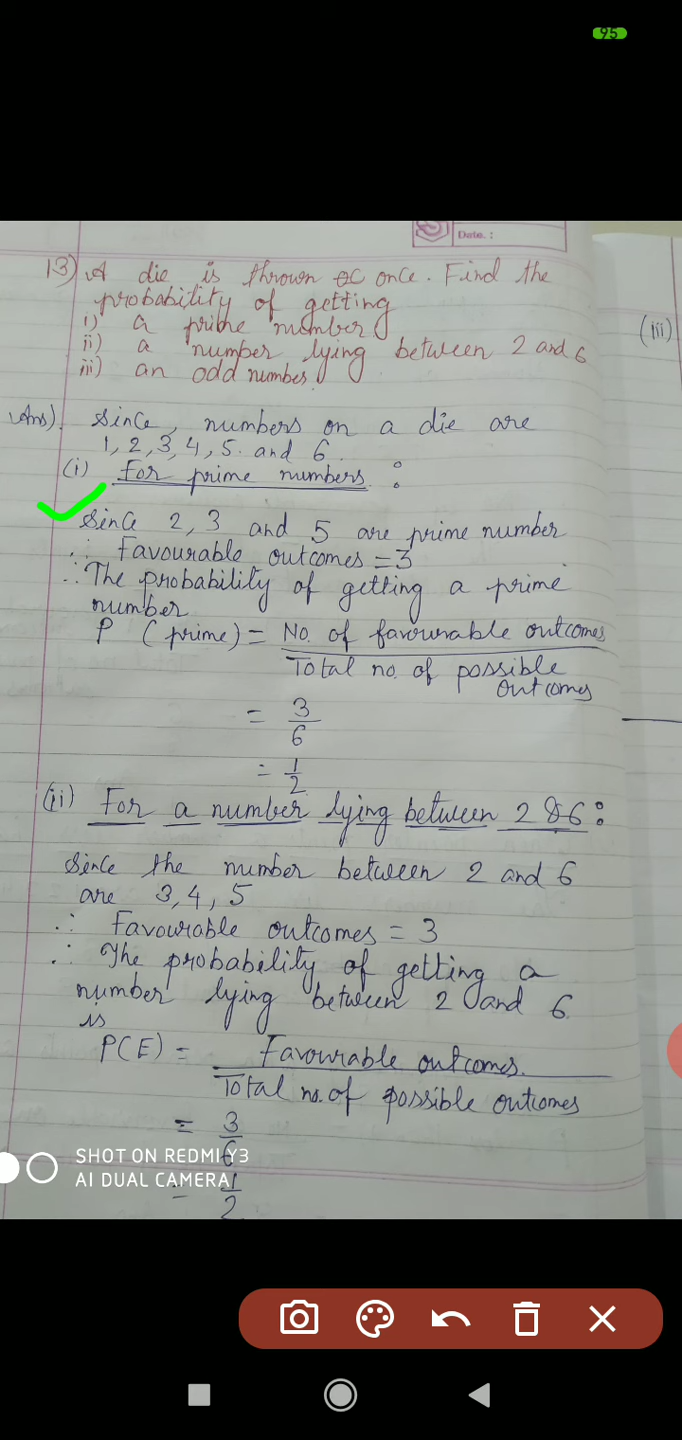 95
Date. :
13) A die is thrown once. Find the
probability of getting
i) a prime number
ii) a number lying between 2 and 6
iii) an odd number
(iii)
Ans). Since, numbers on a die are
1, 2, 3, 4, 5. and 6.
(i) For prime numbers :
Since 2, 3 and 5 are prime number
∴ Favourable outcomes = 3
∴ The probability of getting a prime
number
P (prime) = No. of favourable outcomes
Total no. of possible
outcomes
= 3
6
= 1
2
(ii) For a number lying between 2 & 6 :
Since the number between 2 and 6
are 3, 4, 5
∴ Favourable outcomes = 3
∴ The probability of getting a
number lying between 2 and 6
is
P(E) = Favourable outcomes.
Total no. of possible outcomes
= 3
6
= 1
2
SHOT ON REDMI Y3
AI DUAL CAMERA